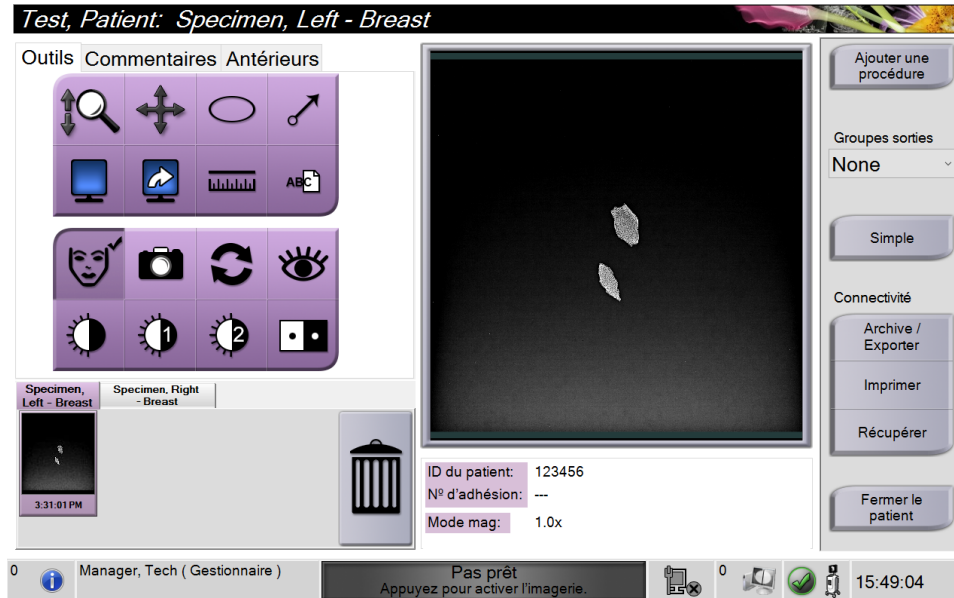 Test, Patient: Specimen, Left - Breast
Outils Commentaires Antérieurs
ABC
1
2
Specimen,
Left - Breast
Specimen, Right
- Breast
3:31:01 PM
ID du patient: 123456
Nº d'adhésion: ---
Mode mag: 1.0x
Ajouter une
procédure
Groupes sorties
None
Simple
Connectivité
Archive /
Exporter
Imprimer
Récupérer
Fermer le
patient
0
Manager, Tech ( Gestionnaire )
Pas prêt
Appuyez pour activer l'imagerie.
0
15:49:04